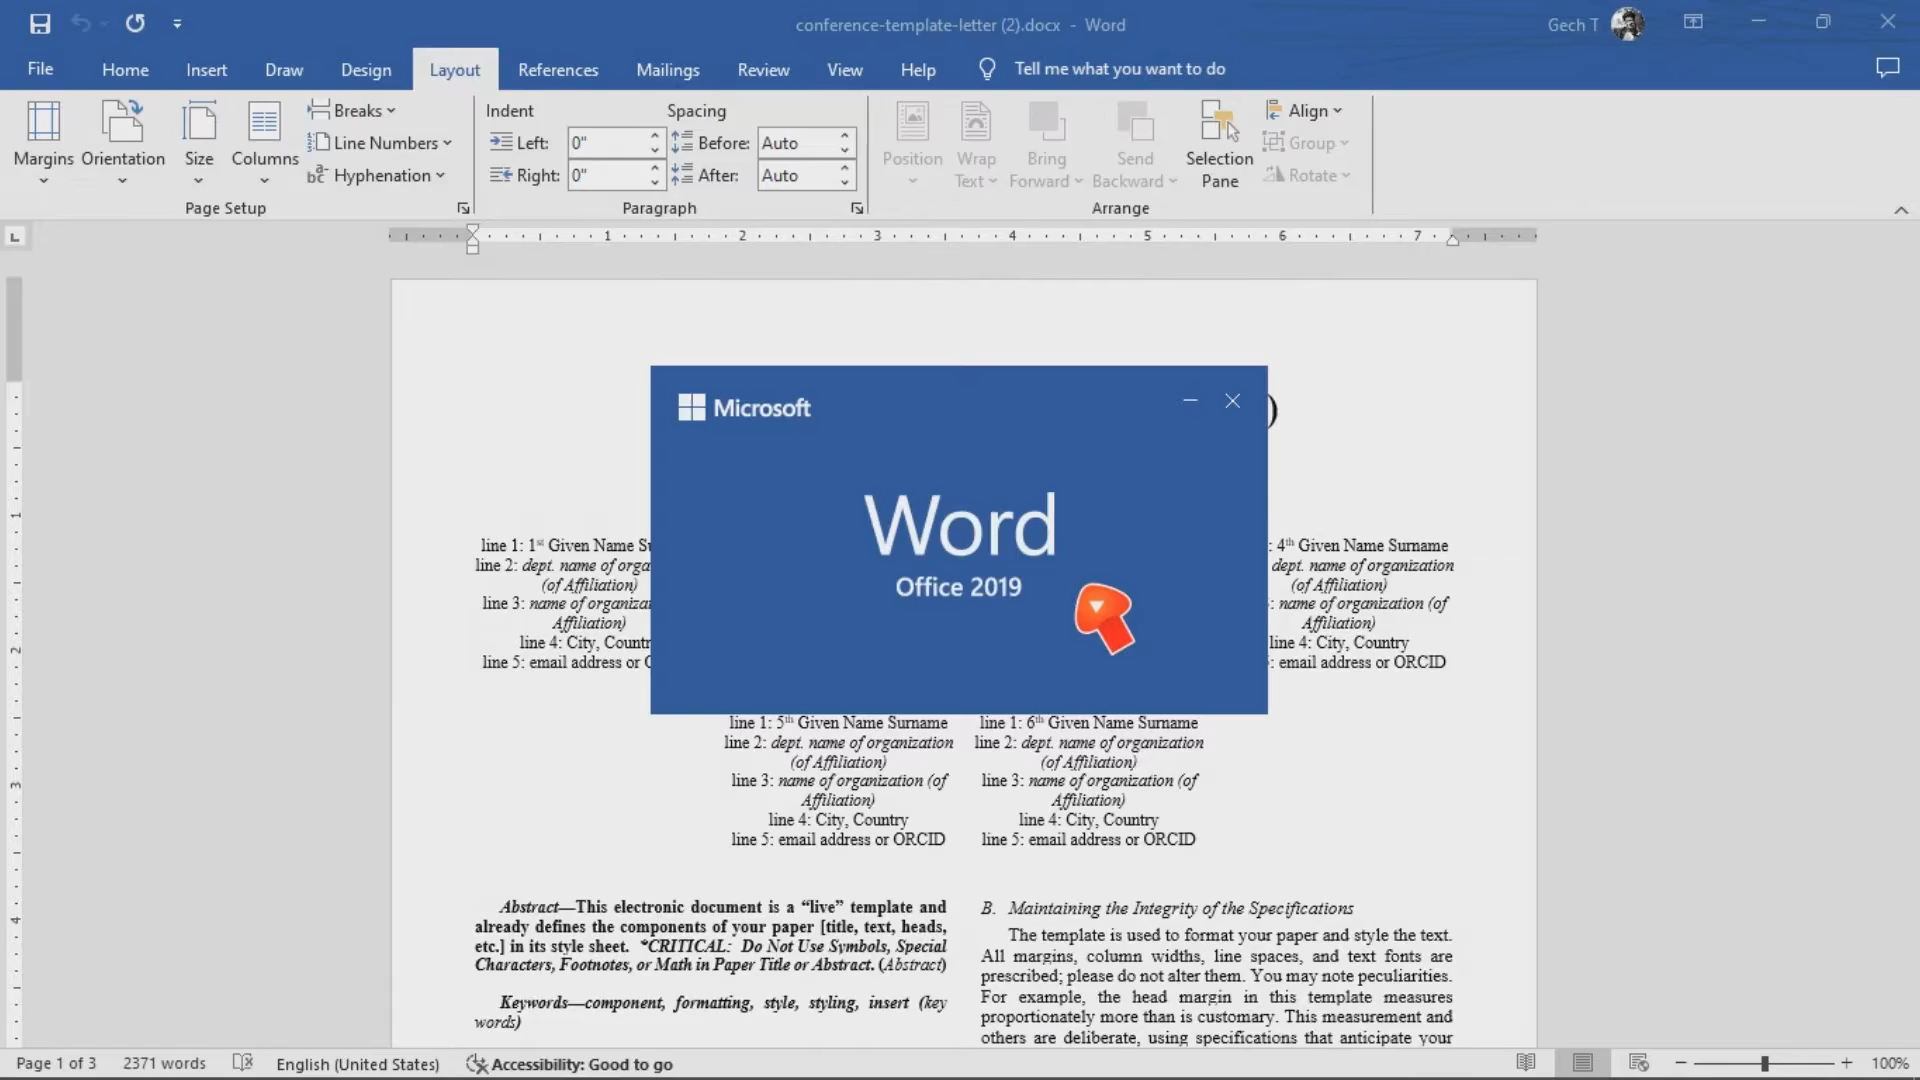 conference-template-letter (2).docx - Word
Gech T
File Home Insert Draw Design Layout References Mailings Review View Help Tell me what you want to do
Margins Orientation Size Columns
Breaks
Line Numbers
Hyphenation
Page Setup
Indent Spacing
Left: 0" Before: Auto
Right: 0" After: Auto
Paragraph
Position Wrap Text Bring Forward Send Backward Selection Pane
Align
Group
Rotate
Arrange
1 2 3 4 5 6 7
Microsoft
Word
Office 2019
)
line 1: 1st Given Name Su
line 2: dept. name of orga
(of Affiliation)
line 3: name of organiza
Affiliation)
line 4: City, Countr
line 5: email address or
: 4th Given Name Surname
dept. name of organization
(of Affiliation)
: name of organization (of
Affiliation)
line 4: City, Country
: email address or ORCID
line 1: 5th Given Name Surname
line 2: dept. name of organization
(of Affiliation)
line 3: name of organization (of
Affiliation)
line 4: City, Country
line 5: email address or ORCID
line 1: 6th Given Name Surname
line 2: dept. name of organization
(of Affiliation)
line 3: name of organization (of
Affiliation)
line 4: City, Country
line 5: email address or ORCID
Abstract—This electronic document is a “live” template and
already defines the components of your paper [title, text, heads,
etc.] in its style sheet. *CRITICAL: Do Not Use Symbols, Special
Characters, Footnotes, or Math in Paper Title or Abstract. (Abstract)
Keywords—component, formatting, style, styling, insert (key
words)
B. Maintaining the Integrity of the Specifications
The template is used to format your paper and style the text.
All margins, column widths, line spaces, and text fonts are
prescribed; please do not alter them. You may note peculiarities.
For example, the head margin in this template measures
proportionately more than is customary. This measurement and
others are deliberate, using specifications that anticipate your
1
2
3
4
Page 1 of 3 2371 words English (United States) Accessibility: Good to go 100%